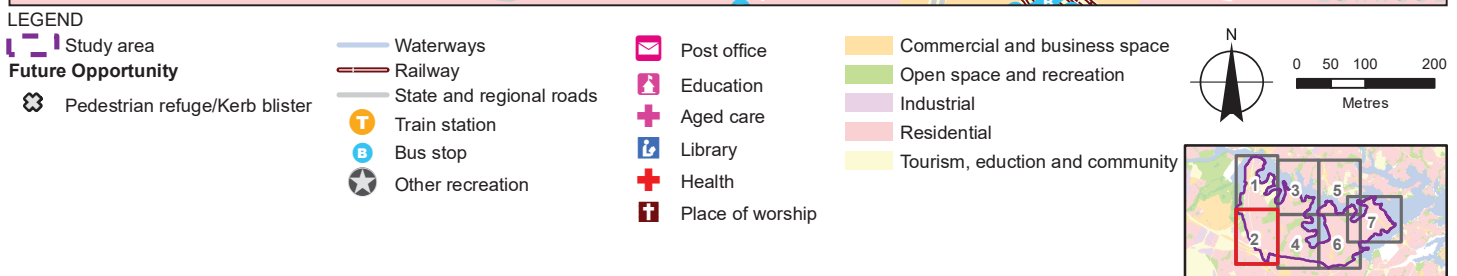 LEGEND
Study area
Future Opportunity
Pedestrian refuge/Kerb blister
Waterways
Railway
State and regional roads
T Train station
B Bus stop
Other recreation
Post office
Education
Aged care
Library
Health
Place of worship
Commercial and business space
Open space and recreation
Industrial
Residential
Tourism, eduction and community
N
0 50 100 200
Metres
1 3 5
7
2 4 6